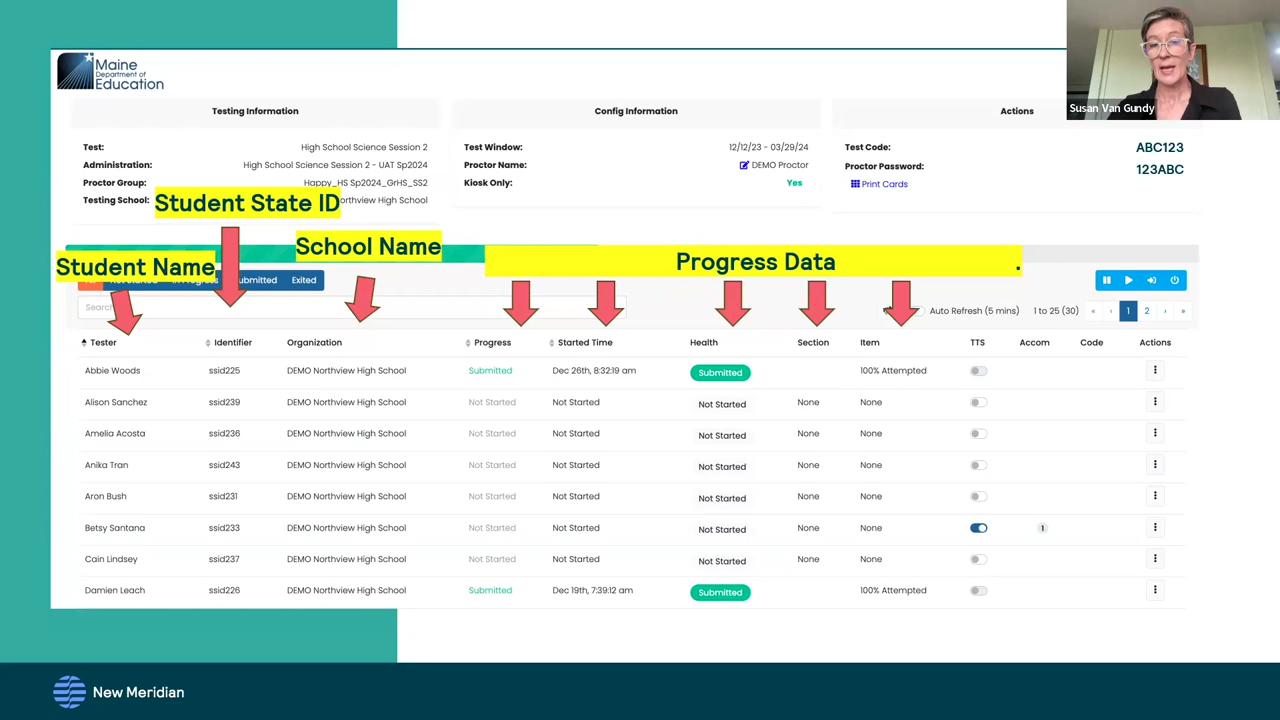 Maine
Department of
Education
Susan Van Gundy
Testing Information
Config Information
Actions
Test: High School Science Session 2
Administration: High School Science Session 2 - UAT Sp2024
Proctor Group: Happy_HS Sp2024_GrHS_SS2
Testing School: Northview High School
Test Window: 12/12/23 - 03/29/24
Proctor Name: DEMO Proctor
Kiosk Only: Yes
Test Code: ABC123
Proctor Password: 123ABC
Print Cards
Student State ID
School Name
Student Name
Progress Data .
Submitted Exited
Search
Auto Refresh (5 mins) 1 to 25 (30) « ‹ 1 2 › »
Tester Identifier Organization Progress Started Time Health Section Item TTS Accom Code Actions
Abbie Woods ssid225 DEMO Northview High School Submitted Dec 26th, 8:32:19 am Submitted 100% Attempted
Alison Sanchez ssid239 DEMO Northview High School Not Started Not Started Not Started None None
Amelia Acosta ssid236 DEMO Northview High School Not Started Not Started Not Started None None
Anika Tran ssid243 DEMO Northview High School Not Started Not Started Not Started None None
Aron Bush ssid231 DEMO Northview High School Not Started Not Started Not Started None None
Betsy Santana ssid233 DEMO Northview High School Not Started Not Started Not Started None None 1
Cain Lindsey ssid237 DEMO Northview High School Not Started Not Started Not Started None None
Damien Leach ssid226 DEMO Northview High School Submitted Dec 19th, 7:39:12 am Submitted 100% Attempted
New Meridian